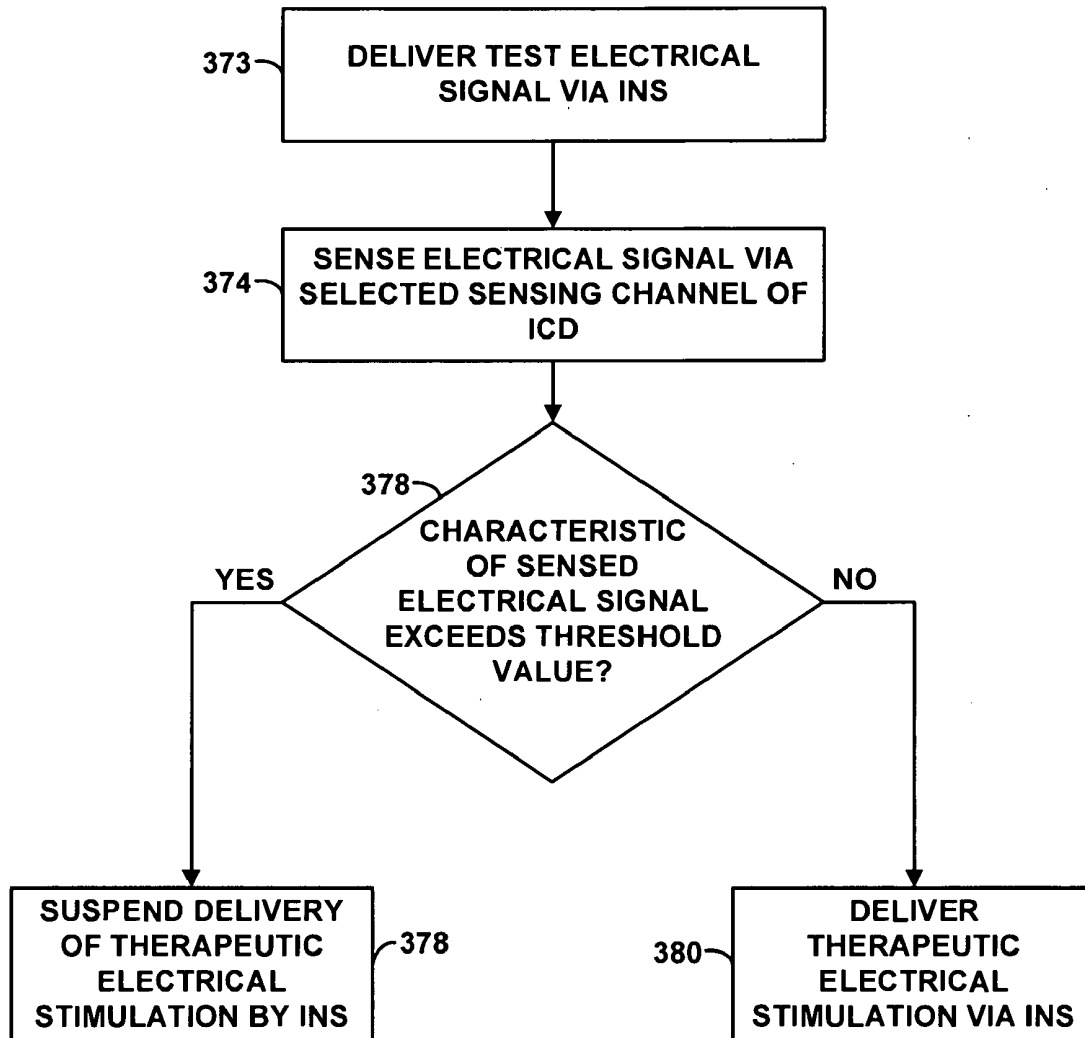 373
DELIVER TEST ELECTRICAL
SIGNAL VIA INS
374
SENSE ELECTRICAL SIGNAL VIA
SELECTED SENSING CHANNEL OF
ICD
378
CHARACTERISTIC
OF SENSED
ELECTRICAL SIGNAL
EXCEEDS THRESHOLD
VALUE?
YES
NO
SUSPEND DELIVERY
OF THERAPEUTIC
ELECTRICAL
STIMULATION BY INS
378
380
DELIVER
THERAPEUTIC
ELECTRICAL
STIMULATION VIA INS